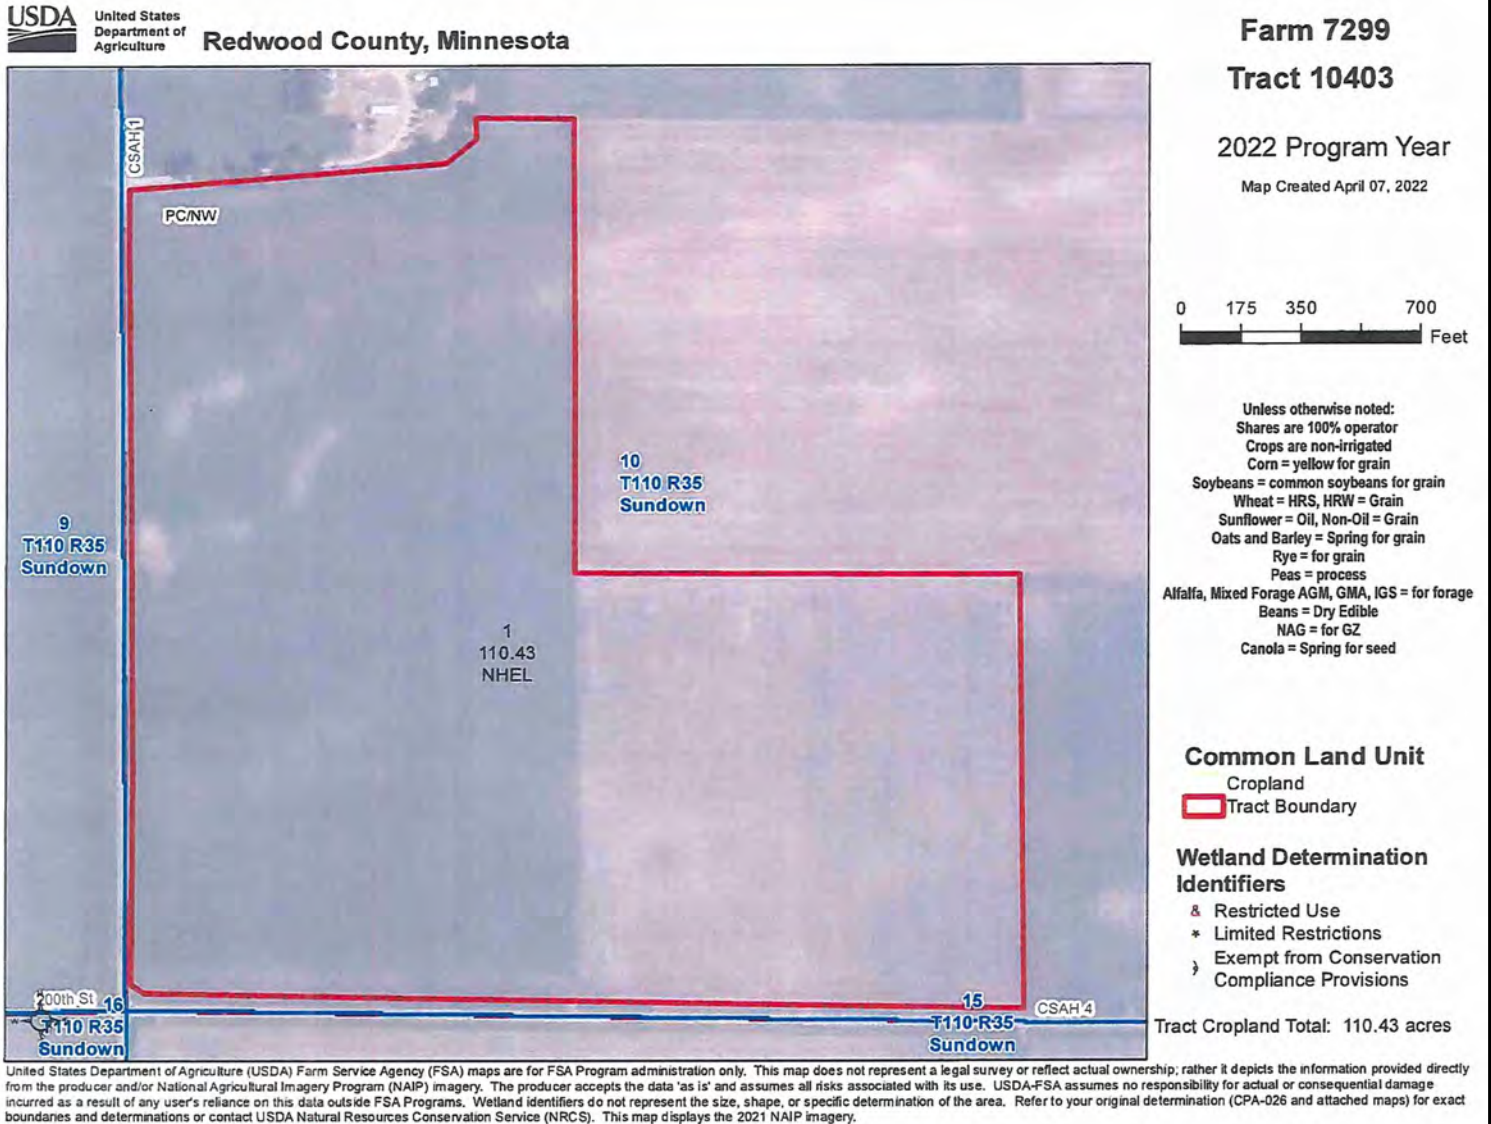 USDA
United States
Department of
Agriculture
Redwood County, Minnesota
Farm 7299
Tract 10403
2022 Program Year
Map Created April 07, 2022
CSAH 1
PC/NW
0 175 350 700
Feet
Unless otherwise noted:
Shares are 100% operator
Crops are non-irrigated
Corn = yellow for grain
Soybeans = common soybeans for grain
Wheat = HRS, HRW = Grain
Sunflower = Oil, Non-Oil = Grain
Oats and Barley = Spring for grain
Rye = for grain
Peas = process
Alfalfa, Mixed Forage AGM, GMA, IGS = for forage
Beans = Dry Edible
NAG = for GZ
Canola = Spring for seed
10
T110 R35
Sundown
9
T110 R35
Sundown
1
110.43
NHEL
Common Land Unit
Cropland
Tract Boundary
Wetland Determination
Identifiers
Restricted Use
Limited Restrictions
Exempt from Conservation
Compliance Provisions
Tract Cropland Total: 110.43 acres
200th St
16
T110 R35
Sundown
W
15
T110 R35
Sundown
CSAH 4
United States Department of Agriculture (USDA) Farm Service Agency (FSA) maps are for FSA Program administration only. This map does not represent a legal survey or reflect actual ownership; rather it depicts the information provided directly
from the producer and/or National Agricultural Imagery Program (NAIP) imagery. The producer accepts the data 'as is' and assumes all risks associated with its use. USDA-FSA assumes no responsibility for actual or consequential damage
incurred as a result of any user's reliance on this data outside FSA Programs. Wetland identifiers do not represent the size, shape, or specific determination of the area. Refer to your original determination (CPA-026 and attached maps) for exact
boundaries and determinations or contact USDA Natural Resources Conservation Service (NRCS). This map displays the 2021 NAIP imagery.